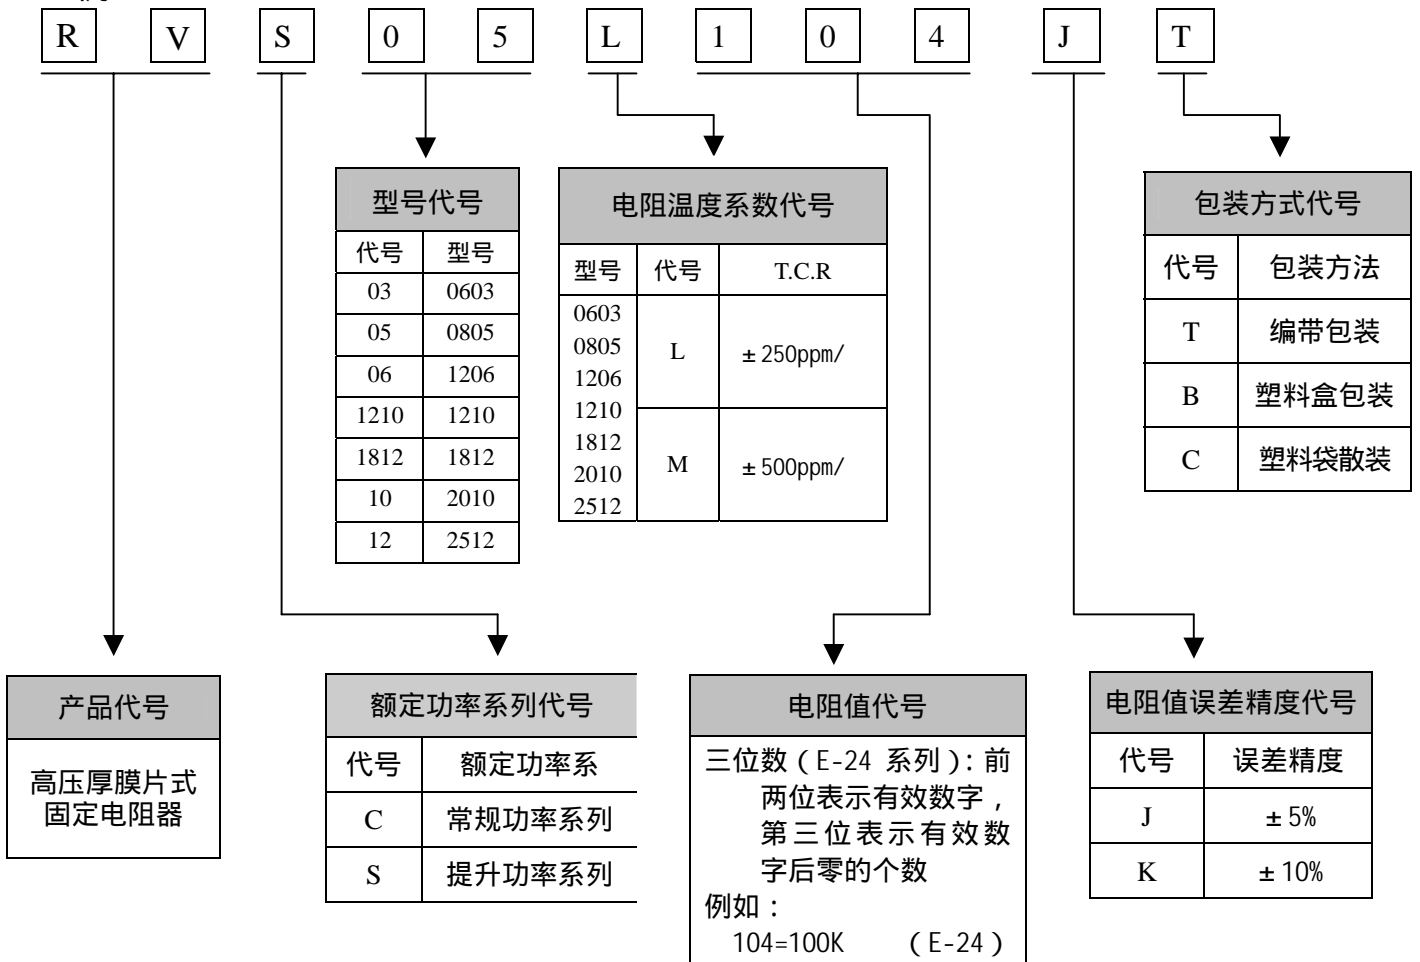 R V S 0 5 L 1 0 4 J T
型号代号
代号 型号
03 0603
05 0805
06 1206
1210 1210
1812 1812
10 2010
12 2512
电阻温度系数代号
型号 代号 T.C.R
0603
0805
1206
1210
1812
2010
2512
L ±250ppm/
M ±500ppm/
包装方式代号
代号 包装方法
T 编带包装
B 塑料盒包装
C 塑料袋散装
产品代号
高压厚膜片式
固定电阻器
额定功率系列代号
代号 额定功率系
C 常规功率系列
S 提升功率系列
电阻值代号
三位数（E-24 系列）：前
两位表示有效数字，
第三位表示有效数
字后零的个数
例如：
104=100K （E-24）
电阻值误差精度代号
代号 误差精度
J ±5%
K ±10%